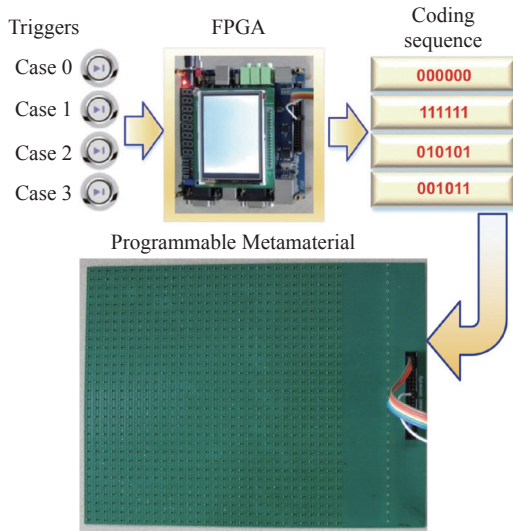 Triggers
FPGA
Coding
sequence
Case 0
Case 1
Case 2
Case 3
000000
111111
010101
001011
Programmable Metamaterial